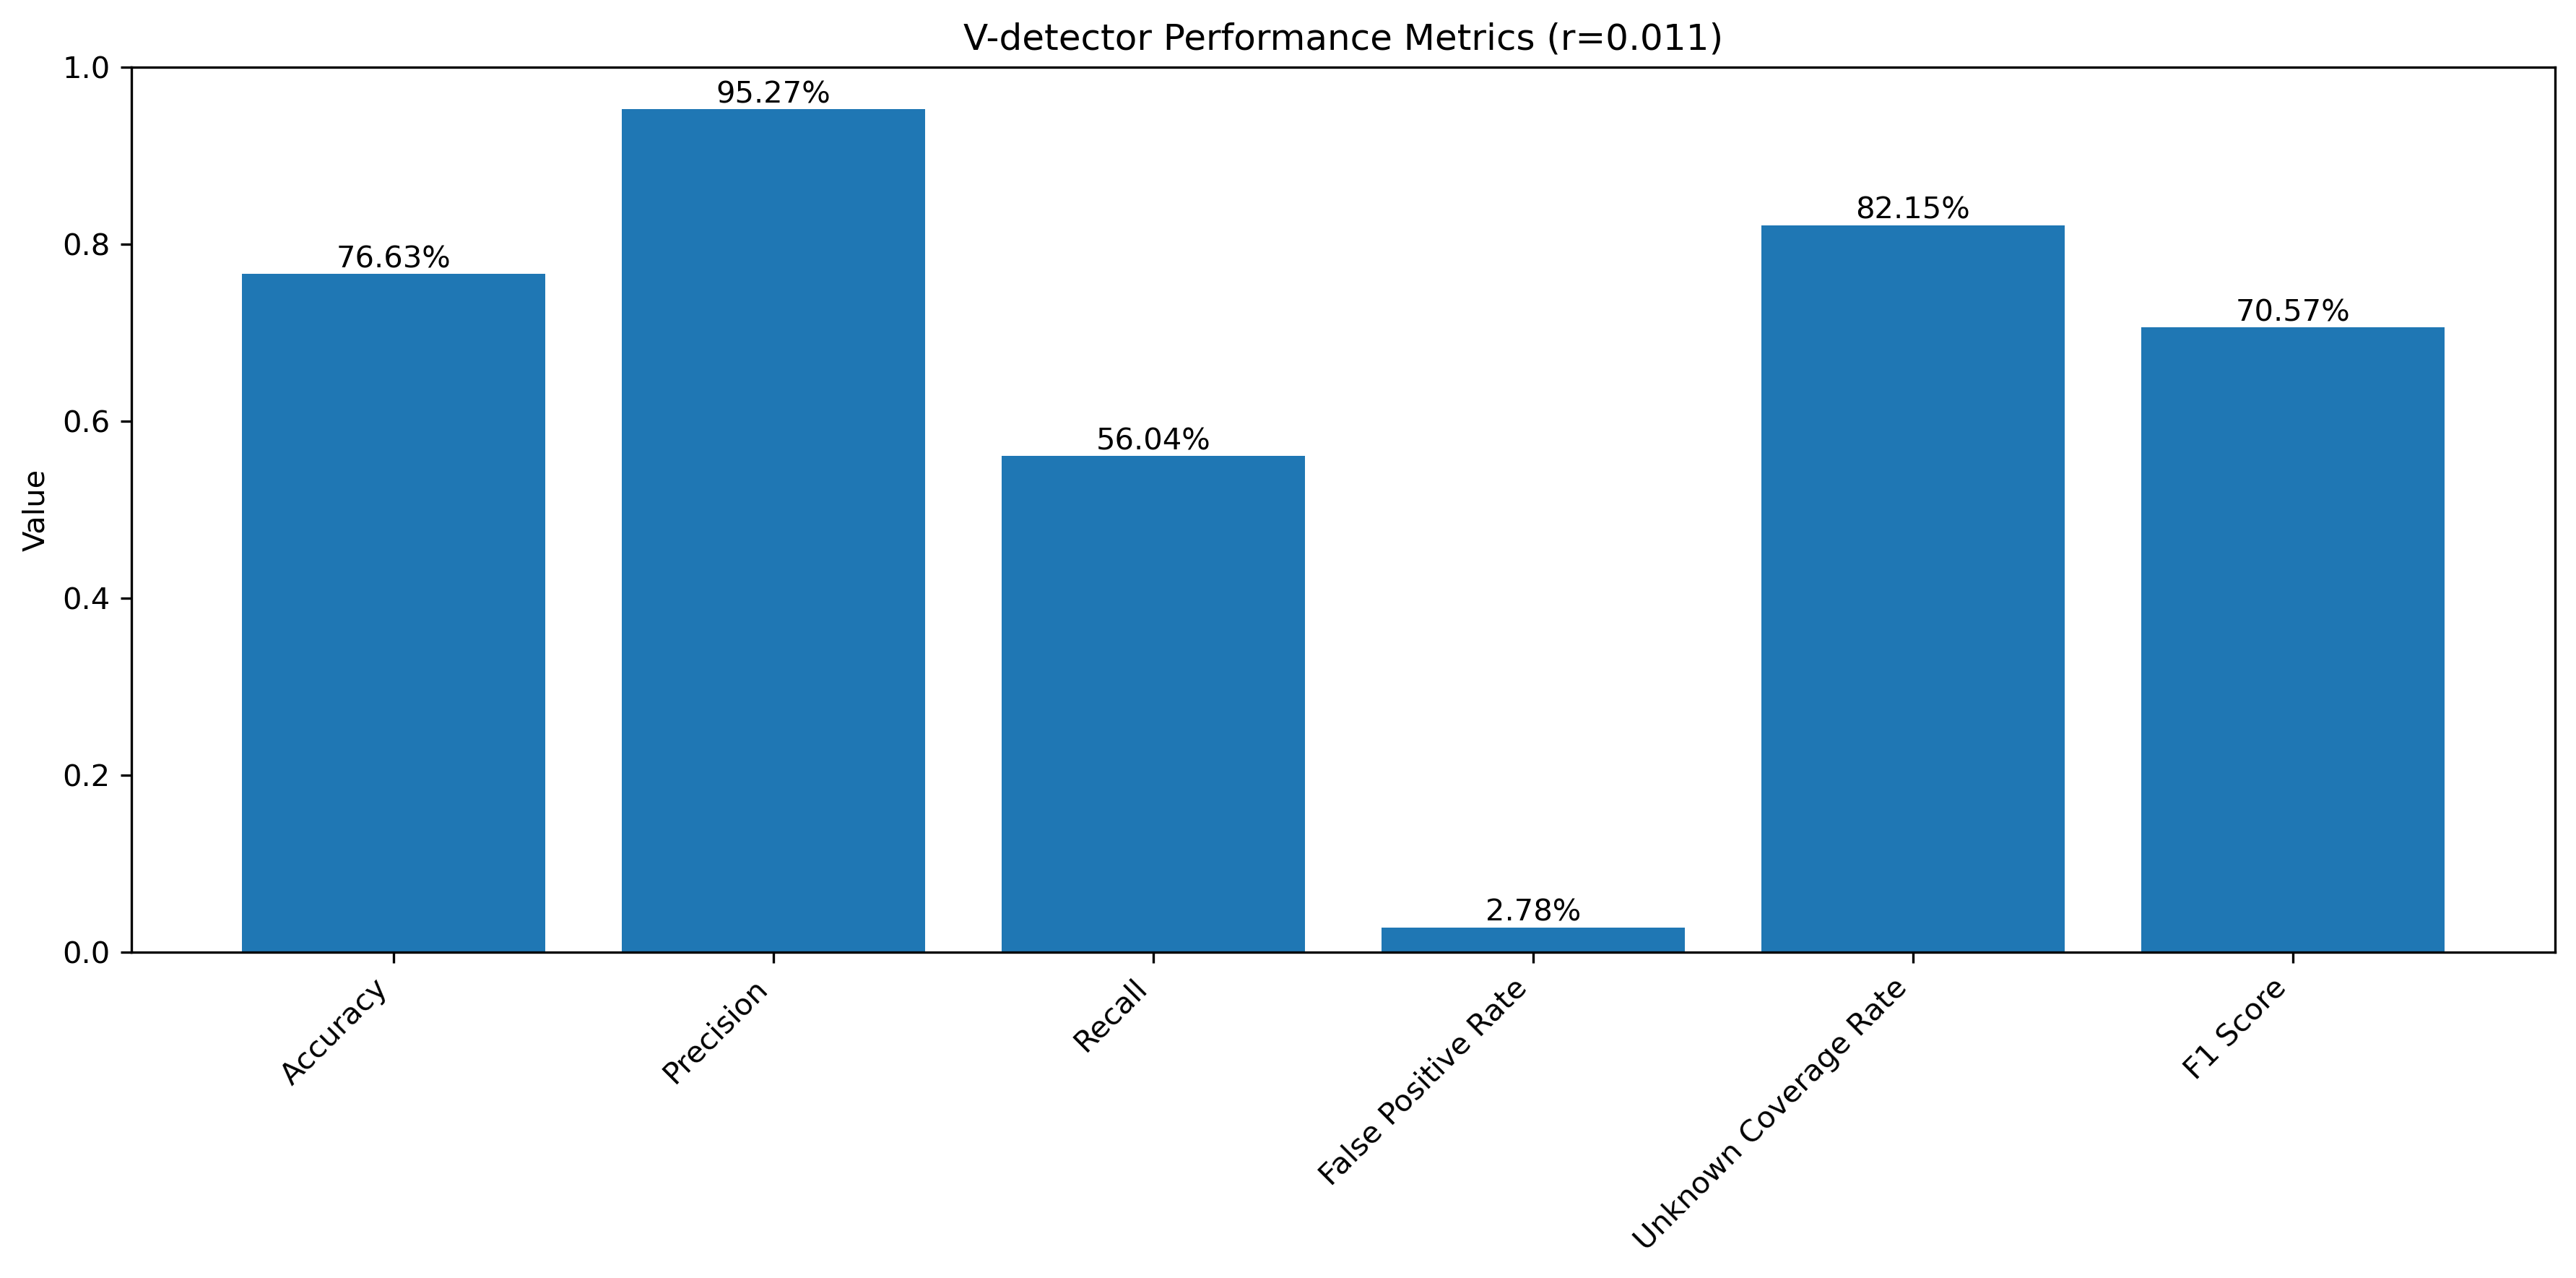 V-detector Performance Metrics (r=0.011)
1.0
0.8
0.6
0.4
0.2
0.0
Value
76.63%
95.27%
56.04%
2.78%
82.15%
70.57%
Accuracy
Precision
Recall
False Positive Rate
Unknown Coverage Rate
F1 Score